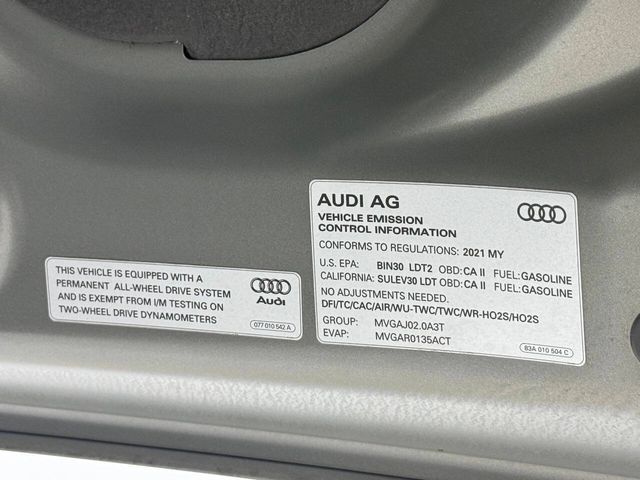 THIS VEHICLE IS EQUIPPED WITH A
PERMANENT ALL-WHEEL DRIVE SYSTEM
AND IS EXEMPT FROM I/M TESTING ON
TWO-WHEEL DRIVE DYNAMOMETERS
Audi
077 010 542 A
AUDI AG
VEHICLE EMISSION
CONTROL INFORMATION
CONFORMS TO REGULATIONS: 2021 MY
U.S. EPA: BIN30 LDT2 OBD:CA II FUEL:GASOLINE
CALIFORNIA: SULEV30 LDT OBD:CA II FUEL:GASOLINE
NO ADJUSTMENTS NEEDED.
DFI/TC/CAC/AIR/WU-TWC/TWC/WR-HO2S/HO2S
GROUP: MVGAJ02.0A3T
EVAP: MVGAR0135ACT
83A 010 504 C